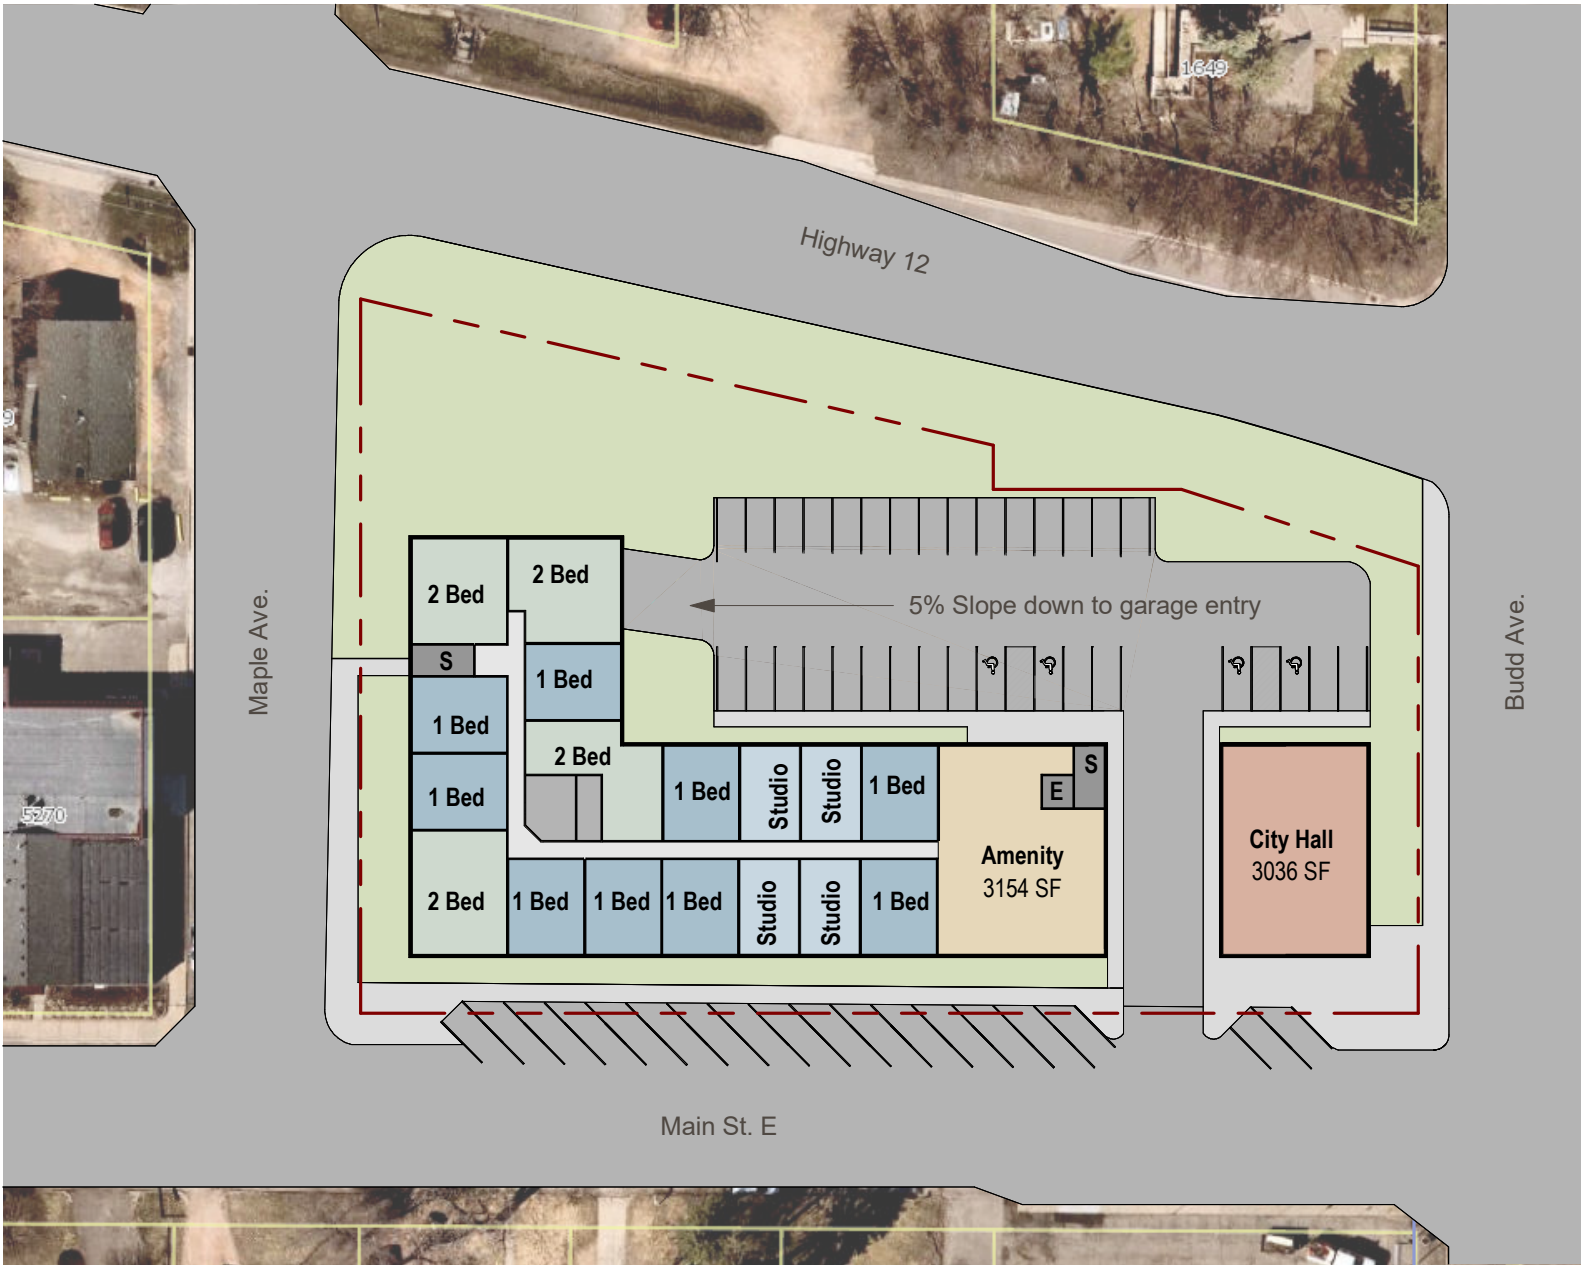 1649
Highway 12
9
2 Bed
2 Bed
5% Slope down to garage entry
Maple Ave.
Budd Ave.
S
1 Bed
1 Bed
2 Bed
S
1 Bed
1 Bed
Studio
Studio
1 Bed
E
5270
City Hall
3036 SF
Amenity
3154 SF
2 Bed
1 Bed
1 Bed
1 Bed
Studio
Studio
1 Bed
Main St. E